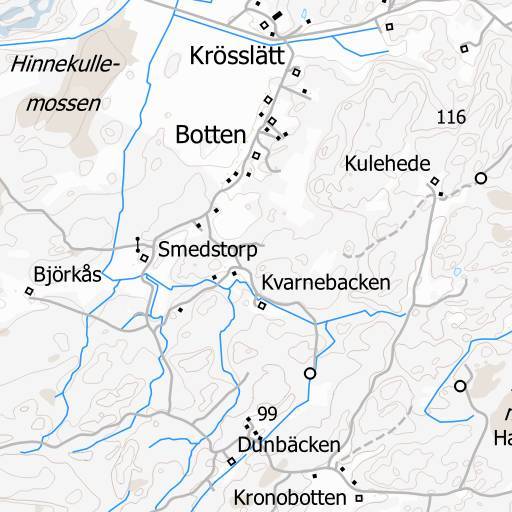 Krösslätt
Hinnekulle-
mossen
116
Botten
Kulehede
Smedstorp
Björkås
Kvarnebacken
99
Dunbäcken
Kronobotten